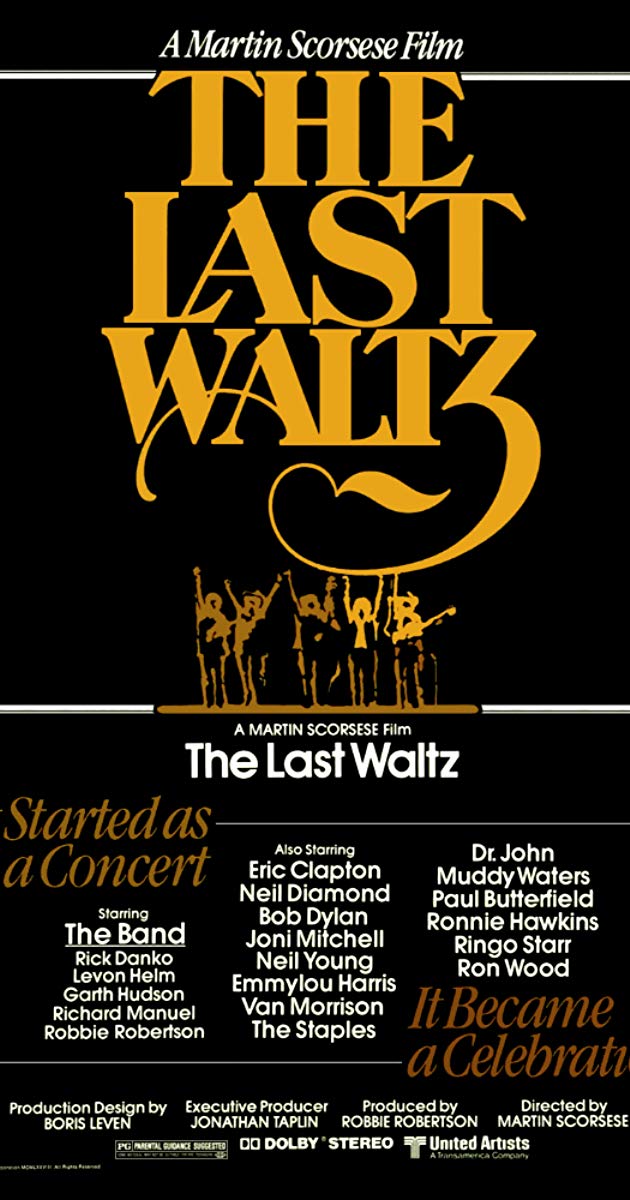 A Martin Scorsese Film
THE
LAST
WALTZ
A MARTIN SCORSESE Film
The Last Waltz
Started as
a Concert
Starring
The Band
Rick Danko
Levon Helm
Garth Hudson
Richard Manuel
Robbie Robertson
Also Starring
Eric Clapton
Neil Diamond
Bob Dylan
Joni Mitchell
Neil Young
Emmylou Harris
Van Morrison
The Staples
Dr. John
Muddy Waters
Paul Butterfield
Ronnie Hawkins
Ringo Starr
Ron Wood
It Became
a Celebrati
Production Design by
BORIS LEVEN
Executive Producer
JONATHAN TAPLIN
Produced by
ROBBIE ROBERTSON
Directed by
MARTIN SCORSESE
PG PARENTAL GUIDANCE SUGGESTED
DOLBY STEREO
United Artists
A Transamerica Company
All Rights Reserved